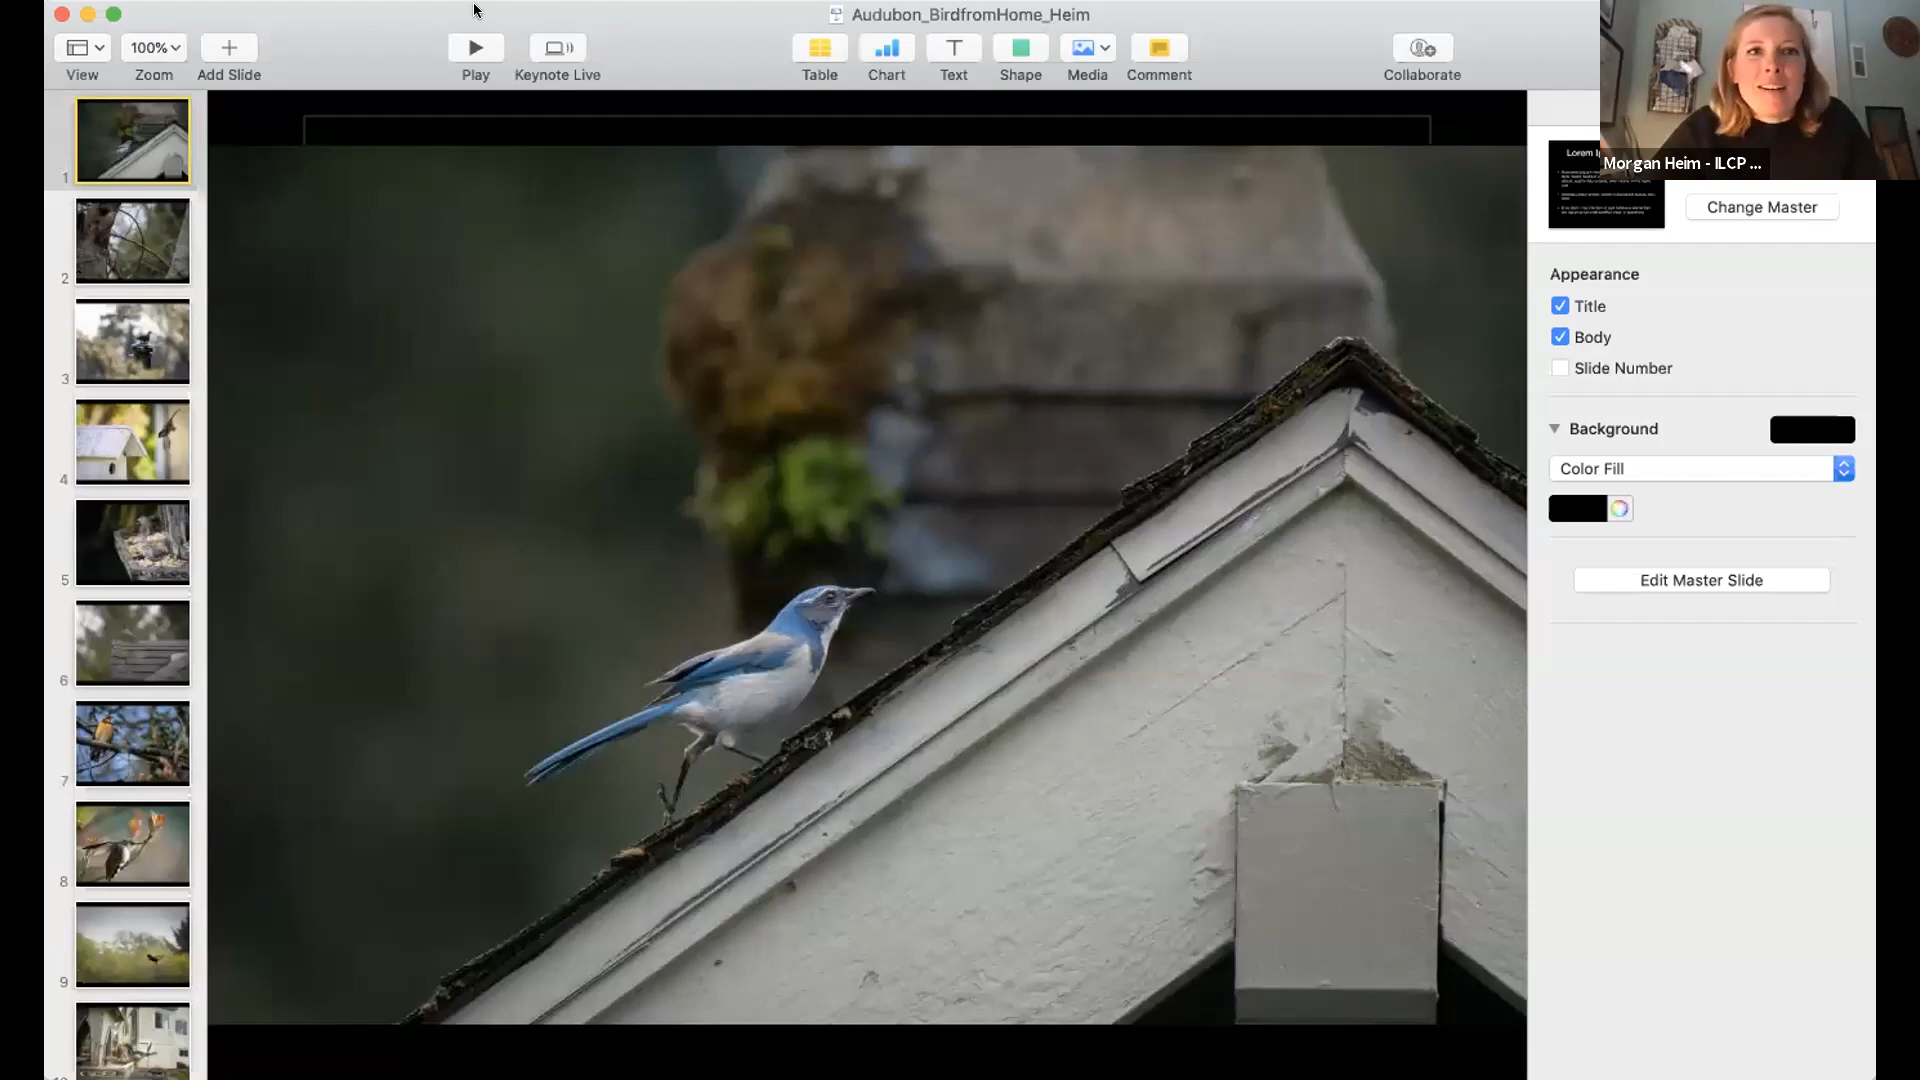 Audubon_BirdfromHome_Heim
100%
View
Zoom
Add Slide
Play
Keynote Live
Table
Chart
Text
Shape
Media
Comment
Collaborate
Morgan Heim - ILCP ...
Lorem
Change Master
Appearance
Title
Body
Slide Number
Background
Color Fill
Edit Master Slide
1
2
3
4
5
6
7
8
9